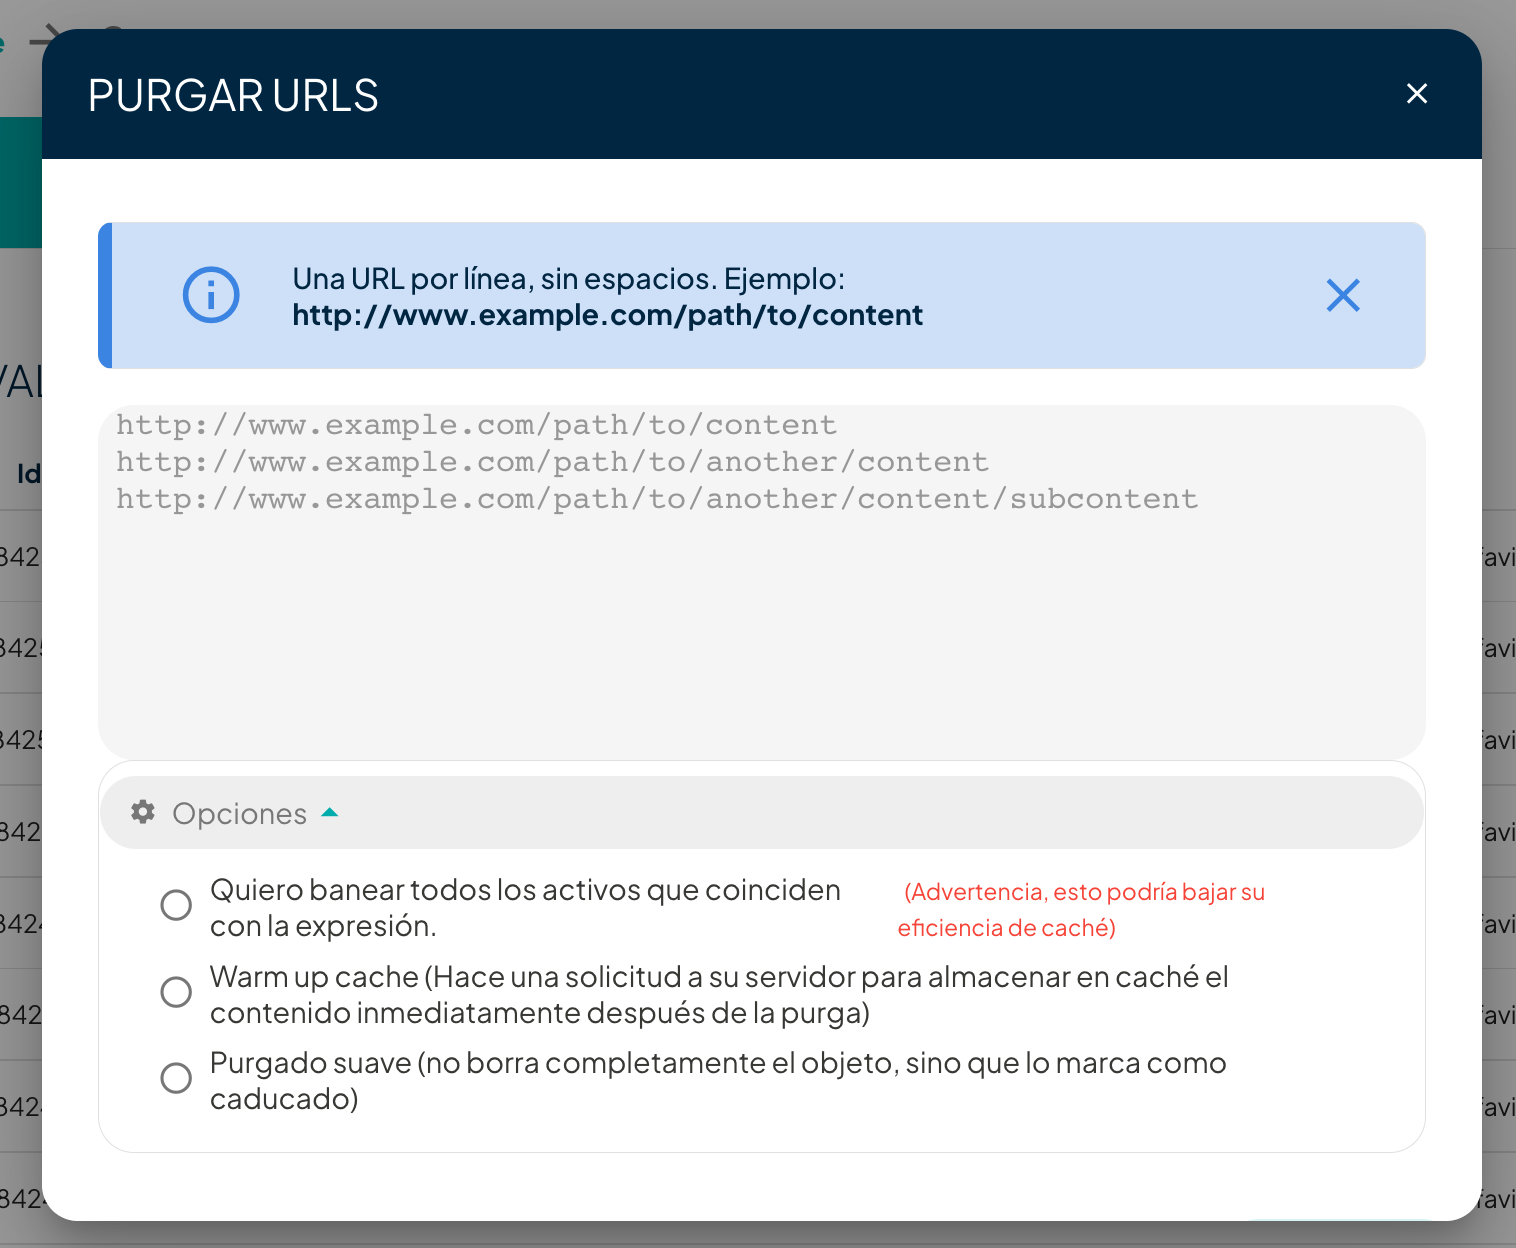 PURGAR URLS
Una URL por línea, sin espacios. Ejemplo:
http://www.example.com/path/to/content
http://www.example.com/path/to/content
http://www.example.com/path/to/another/content
http://www.example.com/path/to/another/content/subcontent
Opciones
Quiero banear todos los activos que coinciden
con la expresión.
(Advertencia, esto podría bajar su
eficiencia de caché)
Warm up cache (Hace una solicitud a su servidor para almacenar en caché el
contenido inmediatamente después de la purga)
Purgado suave (no borra completamente el objeto, sino que lo marca como
caducado)
Id